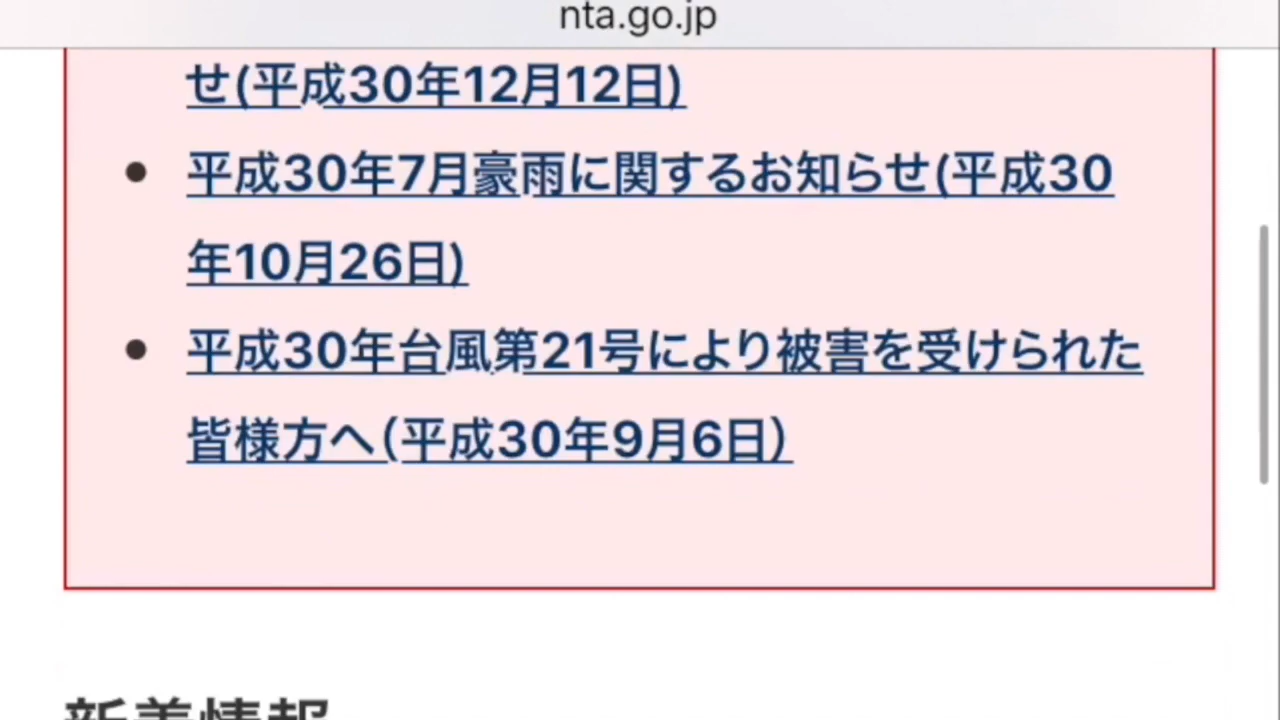 nta.go.jp
せ(平成30年12月12日)
平成30年7月豪雨に関するお知らせ(平成30
年10月26日)
平成30年台風第21号により被害を受けられた
皆様方へ（平成30年9月6日）
新着情報